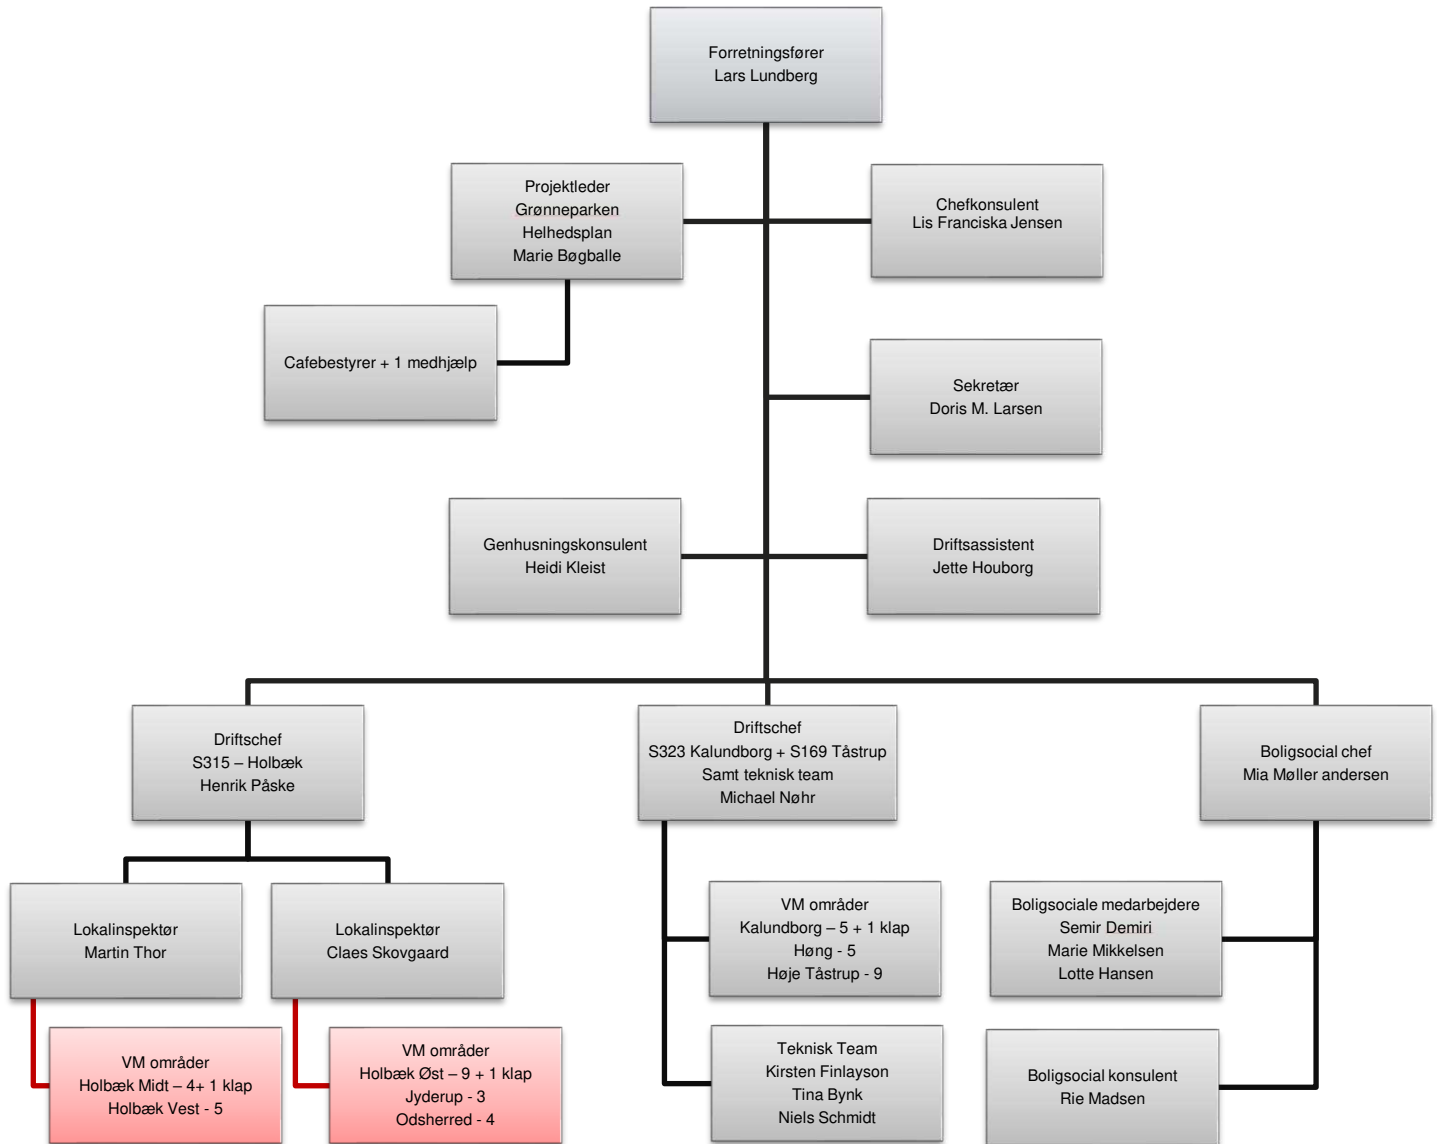 Forretningsfører
Lars Lundberg
Projektleder
Grønneparken
Helhedsplan
Marie Bøgballe
Chefkonsulent
Lis Franciska Jensen
Cafebestyrer + 1 medhjælp
Sekretær
Doris M. Larsen
Genhusningskonsulent
Heidi Kleist
Driftsassistent
Jette Houborg
Driftschef
S315 – Holbæk
Henrik Påske
Driftschef
S323 Kalundborg + S169 Tåstrup
Samt teknisk team
Michael Nøhr
Boligsocial chef
Mia Møller andersen
Lokalinspektør
Martin Thor
Lokalinspektør
Claes Skovgaard
VM områder
Kalundborg – 5 + 1 klap
Høng - 5
Høje Tåstrup - 9
Boligsociale medarbejdere
Semir Demiri
Marie Mikkelsen
Lotte Hansen
VM områder
Holbæk Midt – 4+ 1 klap
Holbæk Vest - 5
VM områder
Holbæk Øst – 9 + 1 klap
Jyderup - 3
Odsherred - 4
Teknisk Team
Kirsten Finlayson
Tina Bynk
Niels Schmidt
Boligsocial konsulent
Rie Madsen